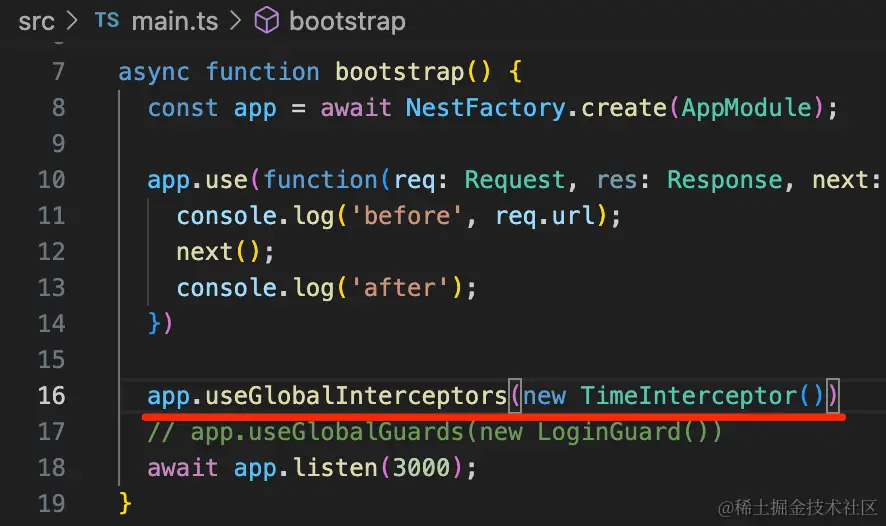 src > TS main.ts > bootstrap
7 async function bootstrap() {
8 const app = await NestFactory.create(AppModule);
9
10 app.use(function(req: Request, res: Response, next:
11 console.log('before', req.url);
12 next();
13 console.log('after');
14 })
15
16 app.useGlobalInterceptors(new TimeInterceptor())
17 // app.useGlobalGuards(new LoginGuard())
18 await app.listen(3000);
19 }
@稀土掘金技术社区